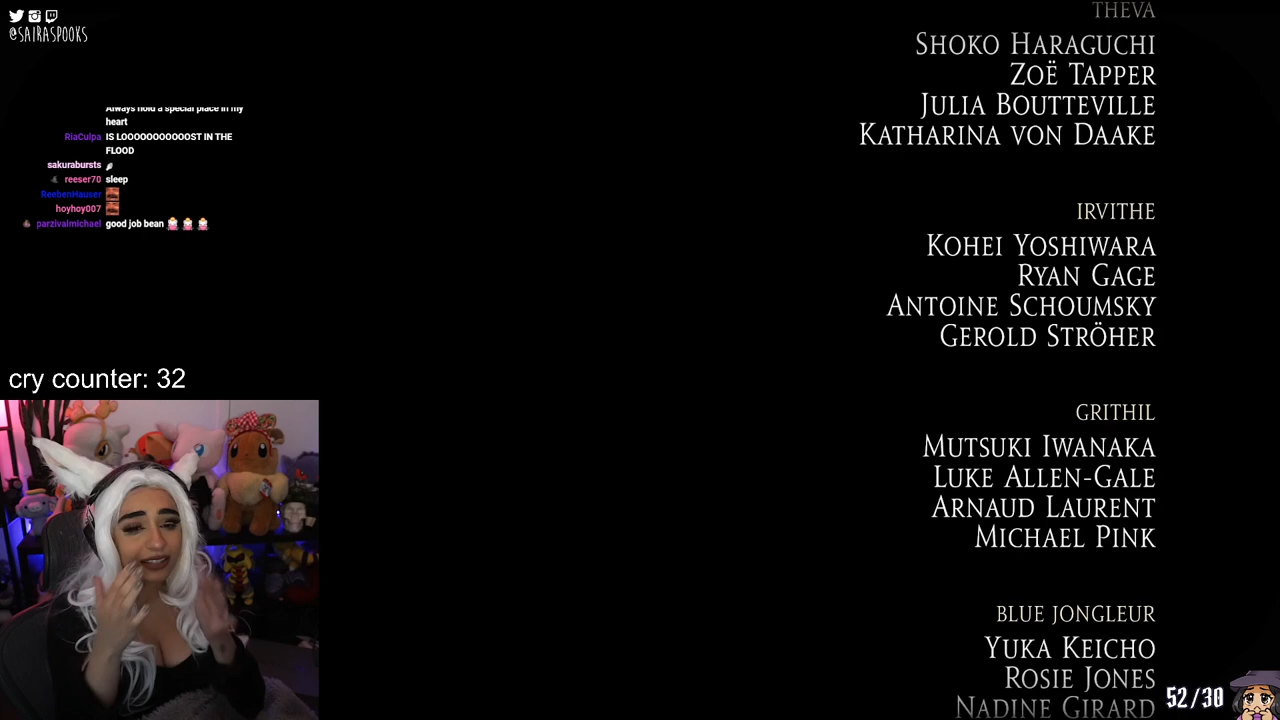 @SAIRASPOOKS
Always hold a special place in my
heart
RiaCulpa IS LOOOOOOOOOOST IN THE
FLOOD
sakurabursts
reeser70 sleep
ReebenHauser
hoyhoy007
parzivalmichael good job bean
cry counter: 32
THEVA
SHOKO HARAGUCHI
ZOË TAPPER
JULIA BOUTTEVILLE
KATHARINA VON DAAKE
IRVITHE
KOHEI YOSHIWARA
RYAN GAGE
ANTOINE SCHOUMSKY
GEROLD STRÖHER
GRITHIL
MUTSUKI IWANAKA
LUKE ALLEN-GALE
ARNAUD LAURENT
MICHAEL PINK
BLUE JONGLEUR
YUKA KEICHO
ROSIE JONES
NADINE GIRARD
52/30